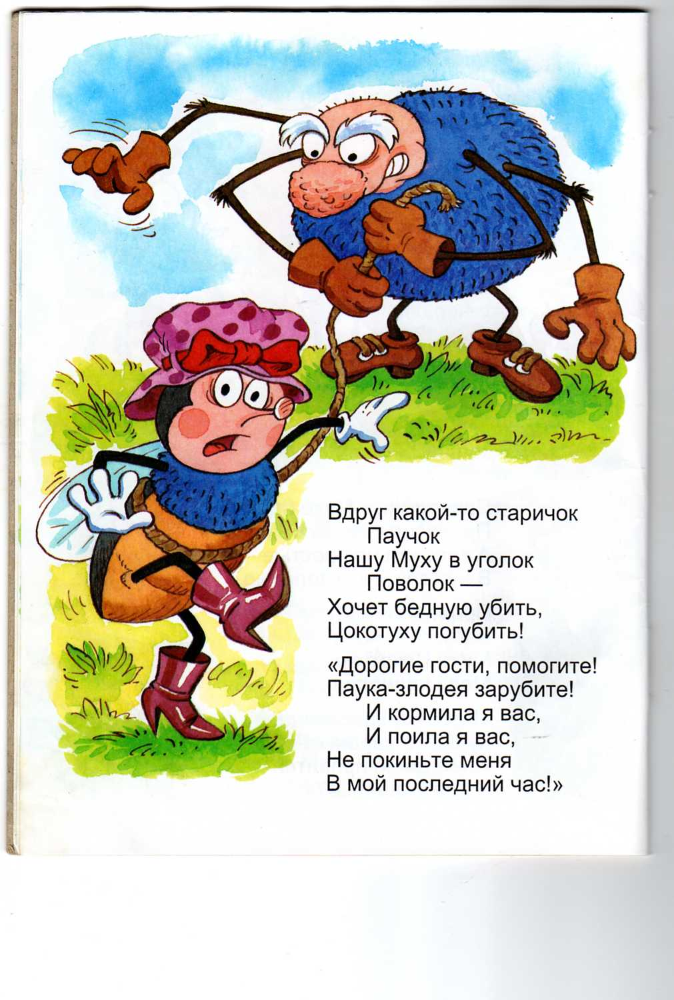 Вдруг какой-то старичок
Паучок
Нашу Муху в уголок
Поволок —
Хочет бедную убить,
Цокотуху погубить!
«Дорогие гости, помогите!
Паука-злодея зарубите!
И кормила я вас,
И поила я вас,
Не покиньте меня
В мой последний час!»